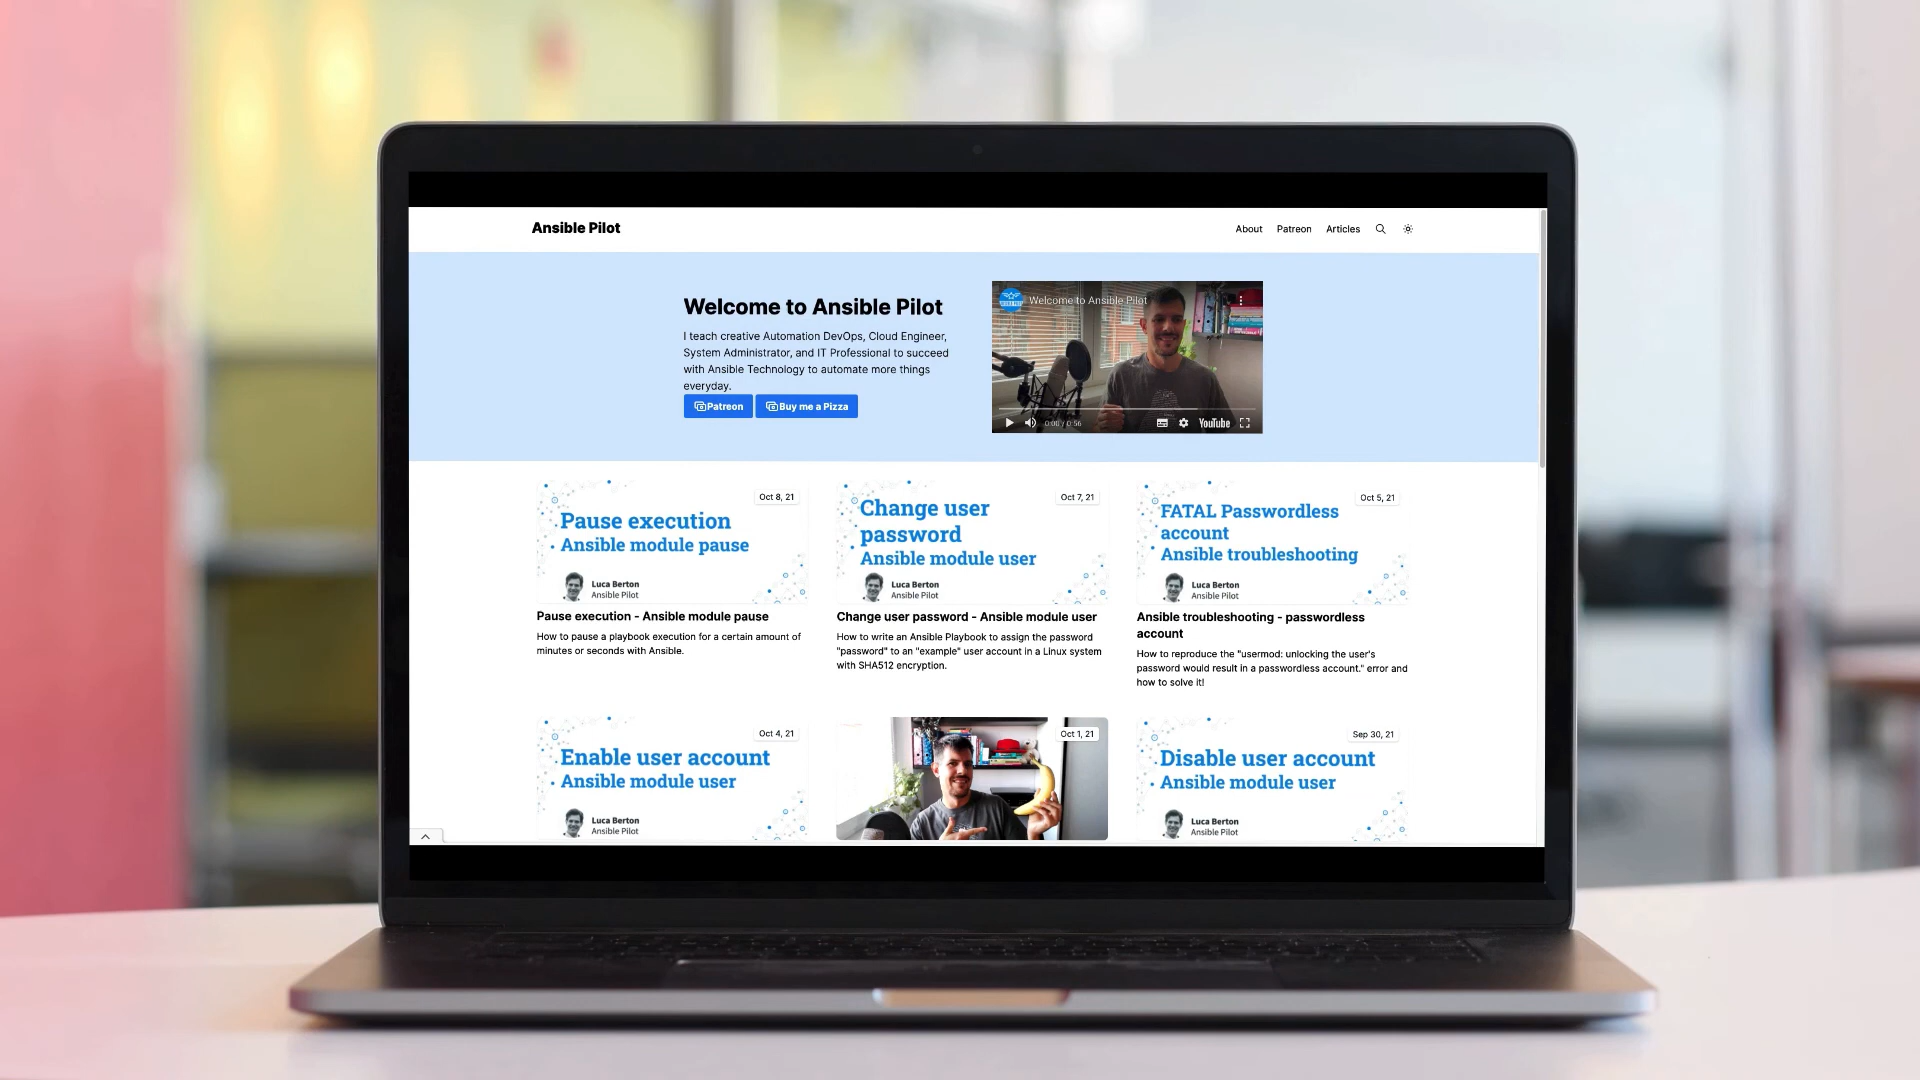 Ansible Pilot
About Patreon Articles
Welcome to Ansible Pilot
I teach creative Automation DevOps, Cloud Engineer,
System Administrator, and IT Professional to succeed
with Ansible Technology to automate more things
everyday.
Patreon Buy me a Pizza
Welcome to Ansible Pilot
0:00 / 0:56 YouTube
Oct 8, 21
Pause execution
Ansible module pause
Luca Berton
Ansible Pilot
Pause execution - Ansible module pause
How to pause a playbook execution for a certain amount of
minutes or seconds with Ansible.
Oct 7, 21
Change user
password
Ansible module user
Luca Berton
Ansible Pilot
Change user password - Ansible module user
How to write an Ansible Playbook to assign the password
"password" to an "example" user account in a Linux system
with SHA512 encryption.
Oct 5, 21
FATAL Passwordless
account
Ansible troubleshooting
Luca Berton
Ansible Pilot
Ansible troubleshooting - passwordless
account
How to reproduce the "usermod: unlocking the user's
password would result in a passwordless account." error and
how to solve it!
Oct 4, 21
Enable user account
Ansible module user
Luca Berton
Ansible Pilot
Oct 1, 21
Sep 30, 21
Disable user account
Ansible module user
Luca Berton
Ansible Pilot